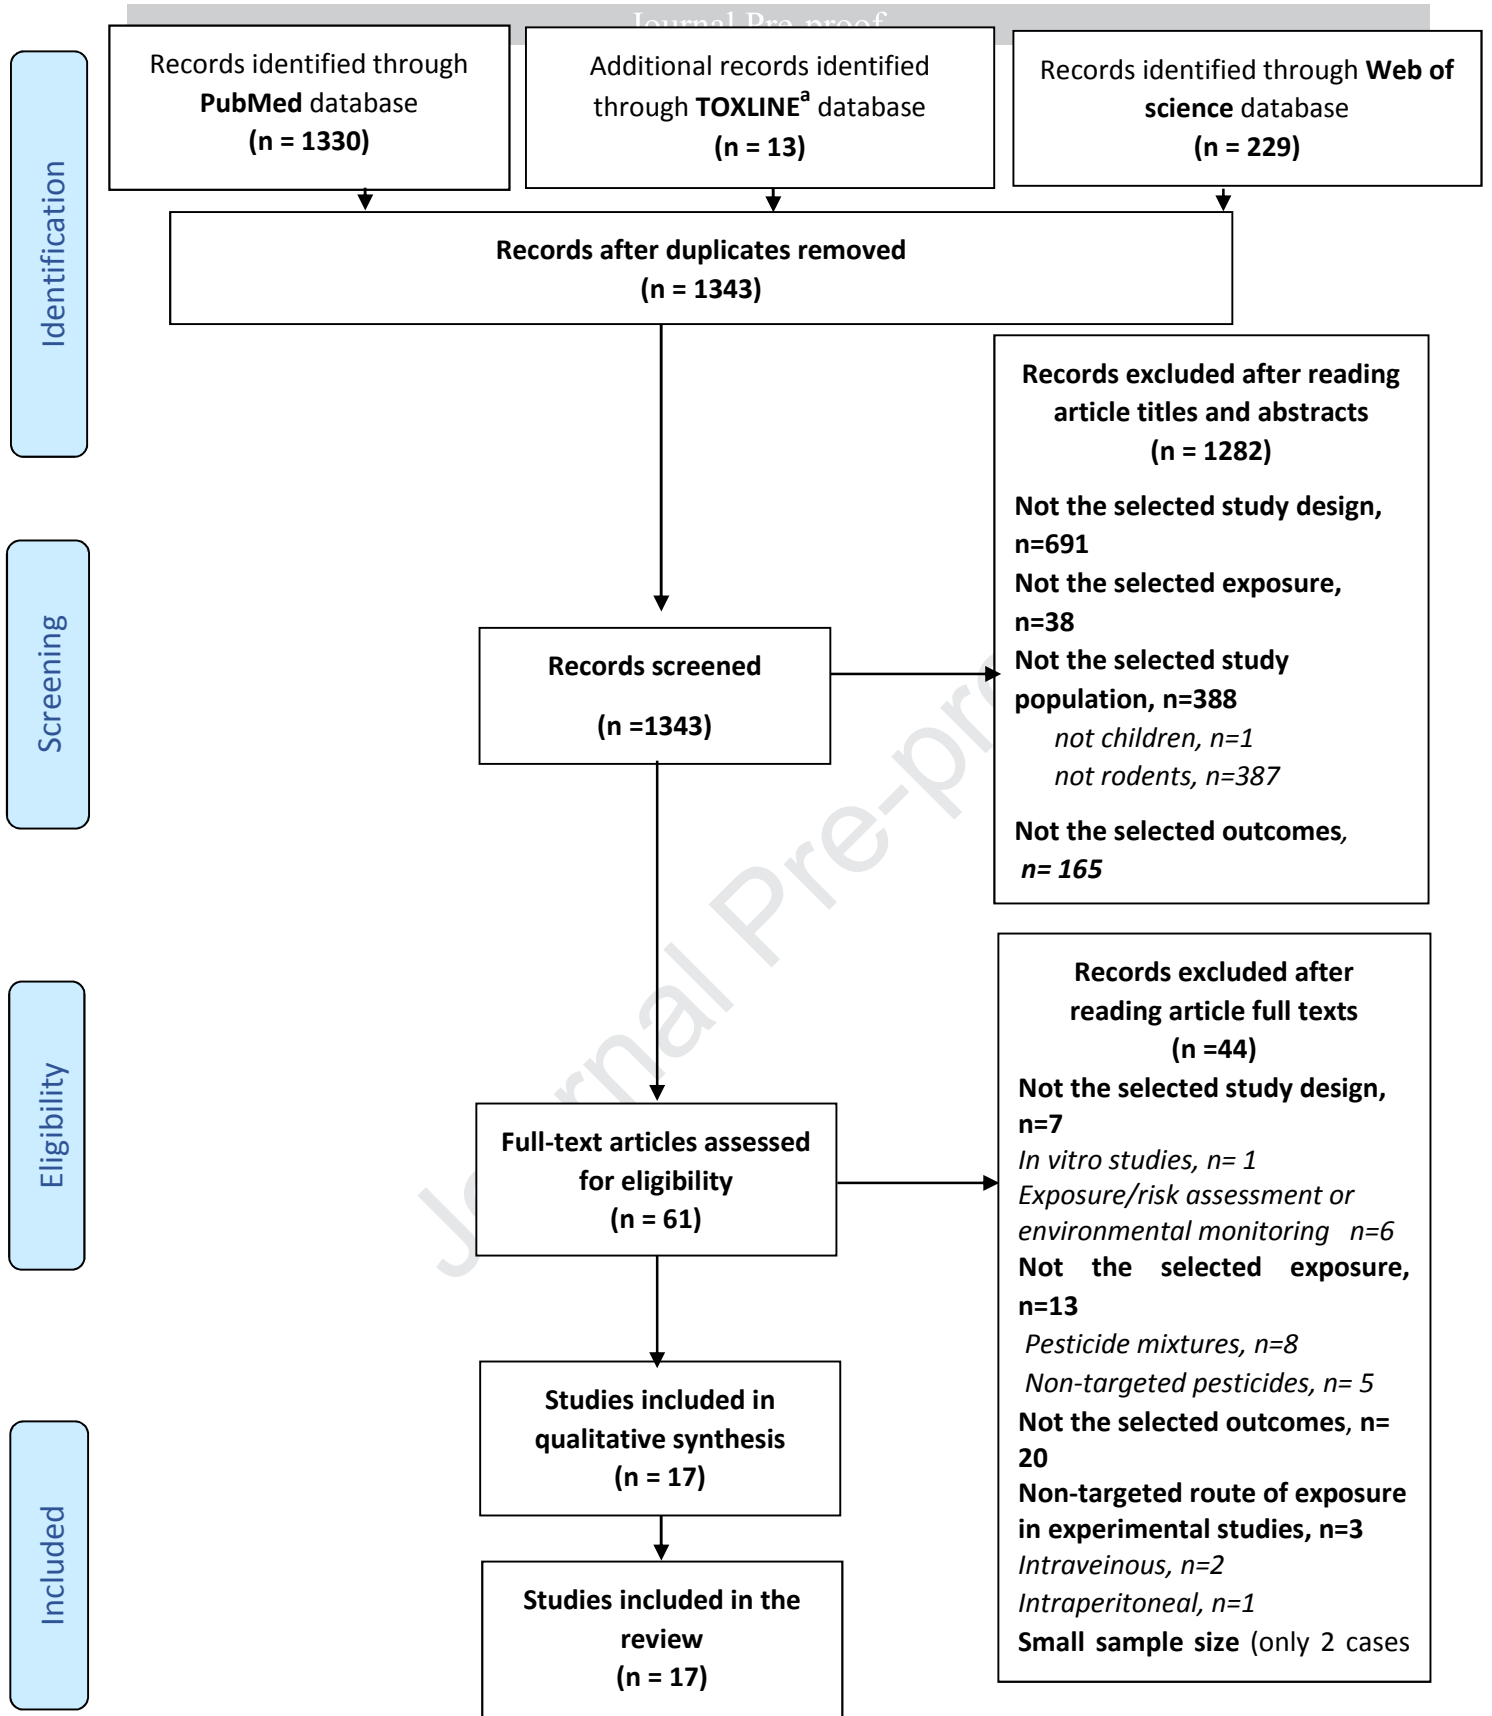 Journal Pre-proof
Records identified through
PubMed database
(n = 1330)
Additional records identified
through TOXLINEa database
(n = 13)
Records identified through Web of
science database
(n = 229)
Identification
Records after duplicates removed
(n = 1343)
Records excluded after reading
article titles and abstracts
(n = 1282)
Not the selected study design,
n=691
Not the selected exposure,
n=38
Not the selected study
population, n=388
not children, n=1
not rodents, n=387
Not the selected outcomes,
n= 165
Screening
Records screened
(n =1343)
Eligibility
Full-text articles assessed
for eligibility
(n = 61)
Records excluded after
reading article full texts
(n =44)
Not the selected study design,
n=7
In vitro studies, n= 1
Exposure/risk assessment or
environmental monitoring n=6
Not the selected exposure,
n=13
Pesticide mixtures, n=8
Non-targeted pesticides, n= 5
Not the selected outcomes, n=
20
Non-targeted route of exposure
in experimental studies, n=3
Intraveinous, n=2
Intraperitoneal, n=1
Small sample size (only 2 cases
Included
Studies included in
qualitative synthesis
(n = 17)
Studies included in the
review
(n = 17)
Journal Pre-pr